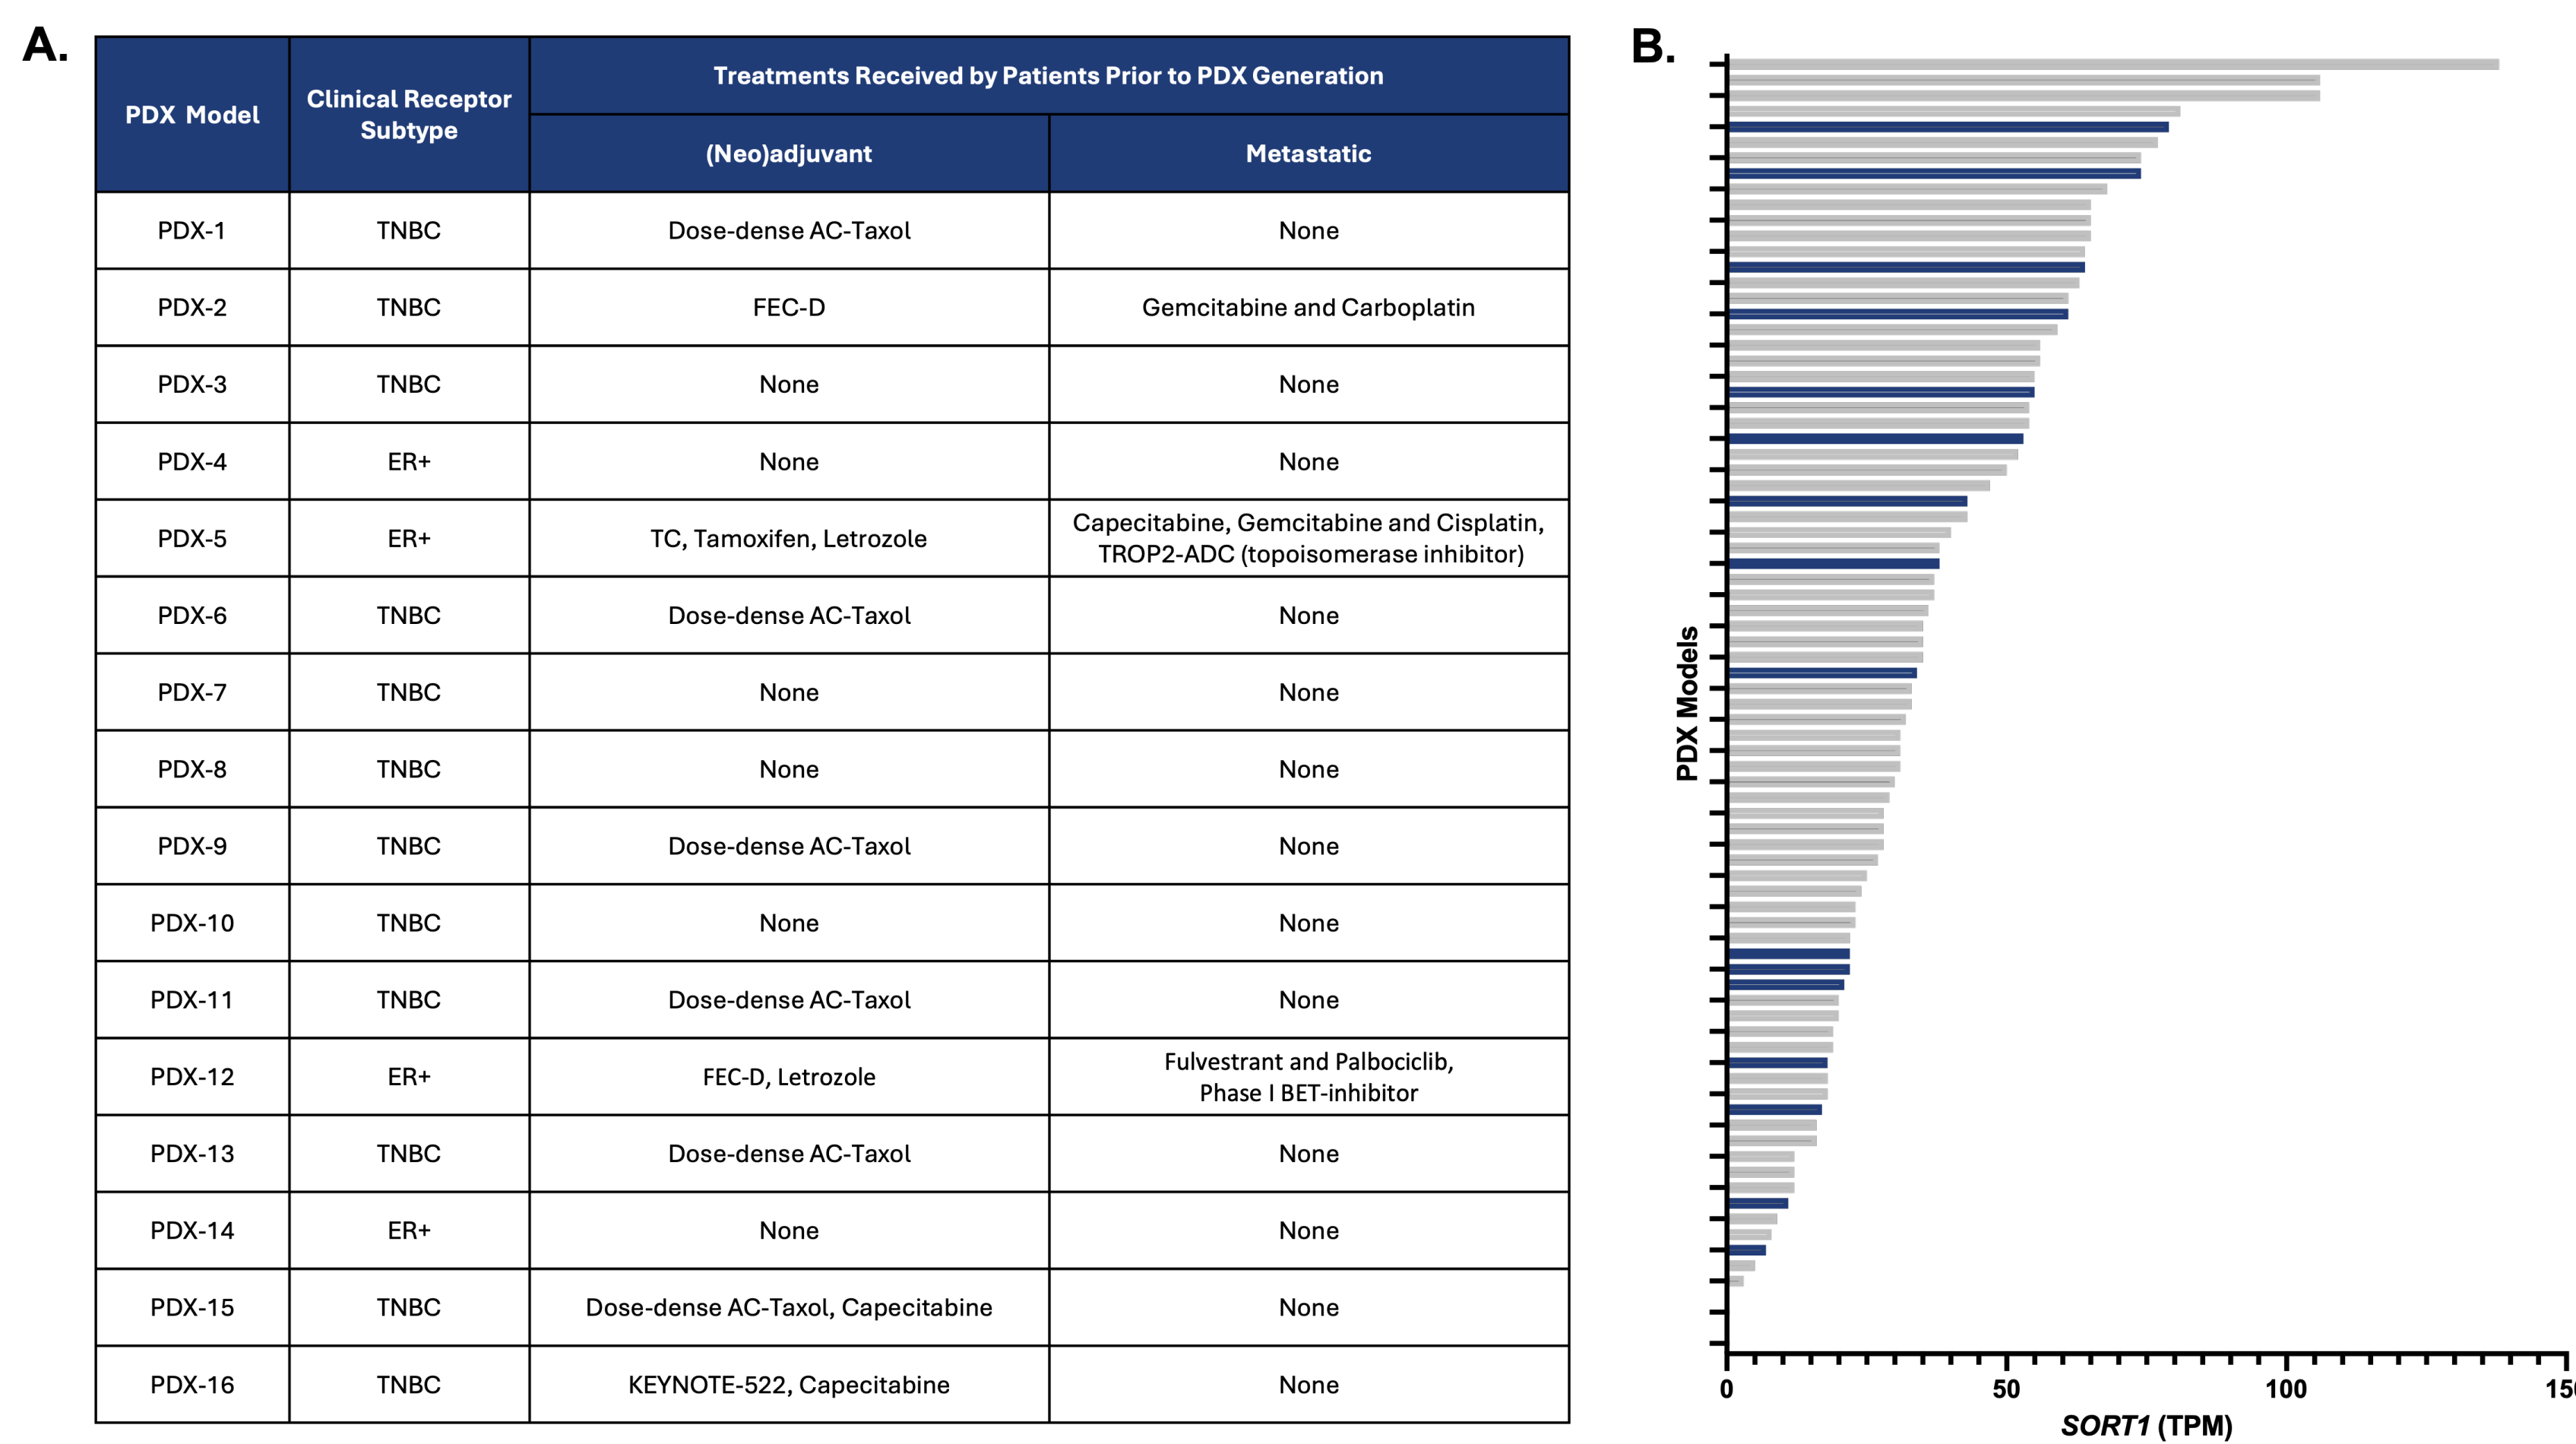 A.
PDX Model
Clinical Receptor
Subtype
Treatments Received by Patients Prior to PDX Generation
(Neo)adjuvant
Metastatic
PDX-1 TNBC Dose-dense AC-Taxol None
PDX-2 TNBC FEC-D Gemcitabine and Carboplatin
PDX-3 TNBC None None
PDX-4 ER+ None None
PDX-5 ER+ TC, Tamoxifen, Letrozole Capecitabine, Gemcitabine and Cisplatin,
TROP2-ADC (topoisomerase inhibitor)
PDX-6 TNBC Dose-dense AC-Taxol None
PDX-7 TNBC None None
PDX-8 TNBC None None
PDX-9 TNBC Dose-dense AC-Taxol None
PDX-10 TNBC None None
PDX-11 TNBC Dose-dense AC-Taxol None
PDX-12 ER+ FEC-D, Letrozole Fulvestrant and Palbociclib,
Phase I BET-inhibitor
PDX-13 TNBC Dose-dense AC-Taxol None
PDX-14 ER+ None None
PDX-15 TNBC Dose-dense AC-Taxol, Capecitabine None
PDX-16 TNBC KEYNOTE-522, Capecitabine None
B.
PDX Models
0 50 100
SORT1 (TPM)